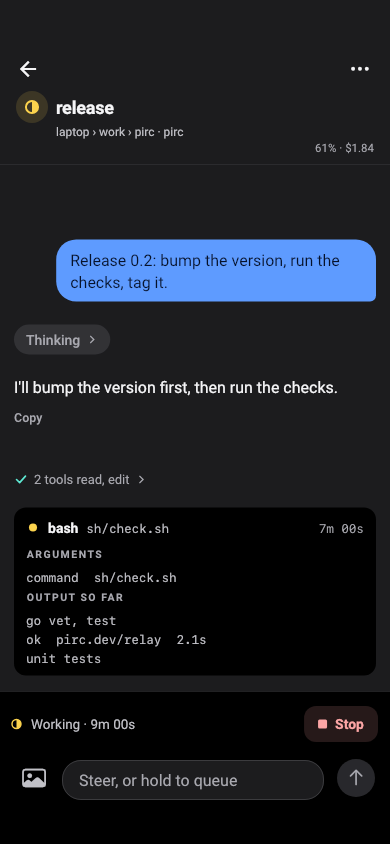 release
laptop › work › pirc · pirc
61% · $1.84
Release 0.2: bump the version, run the
checks, tag it.
Thinking
I'll bump the version first, then run the checks.
Copy
2 tools read, edit
bash sh/check.sh 7m 00s
ARGUMENTS
command sh/check.sh
OUTPUT SO FAR
go vet, test
ok pirc.dev/relay 2.1s
unit tests
Working · 9m 00s
Stop
Steer, or hold to queue